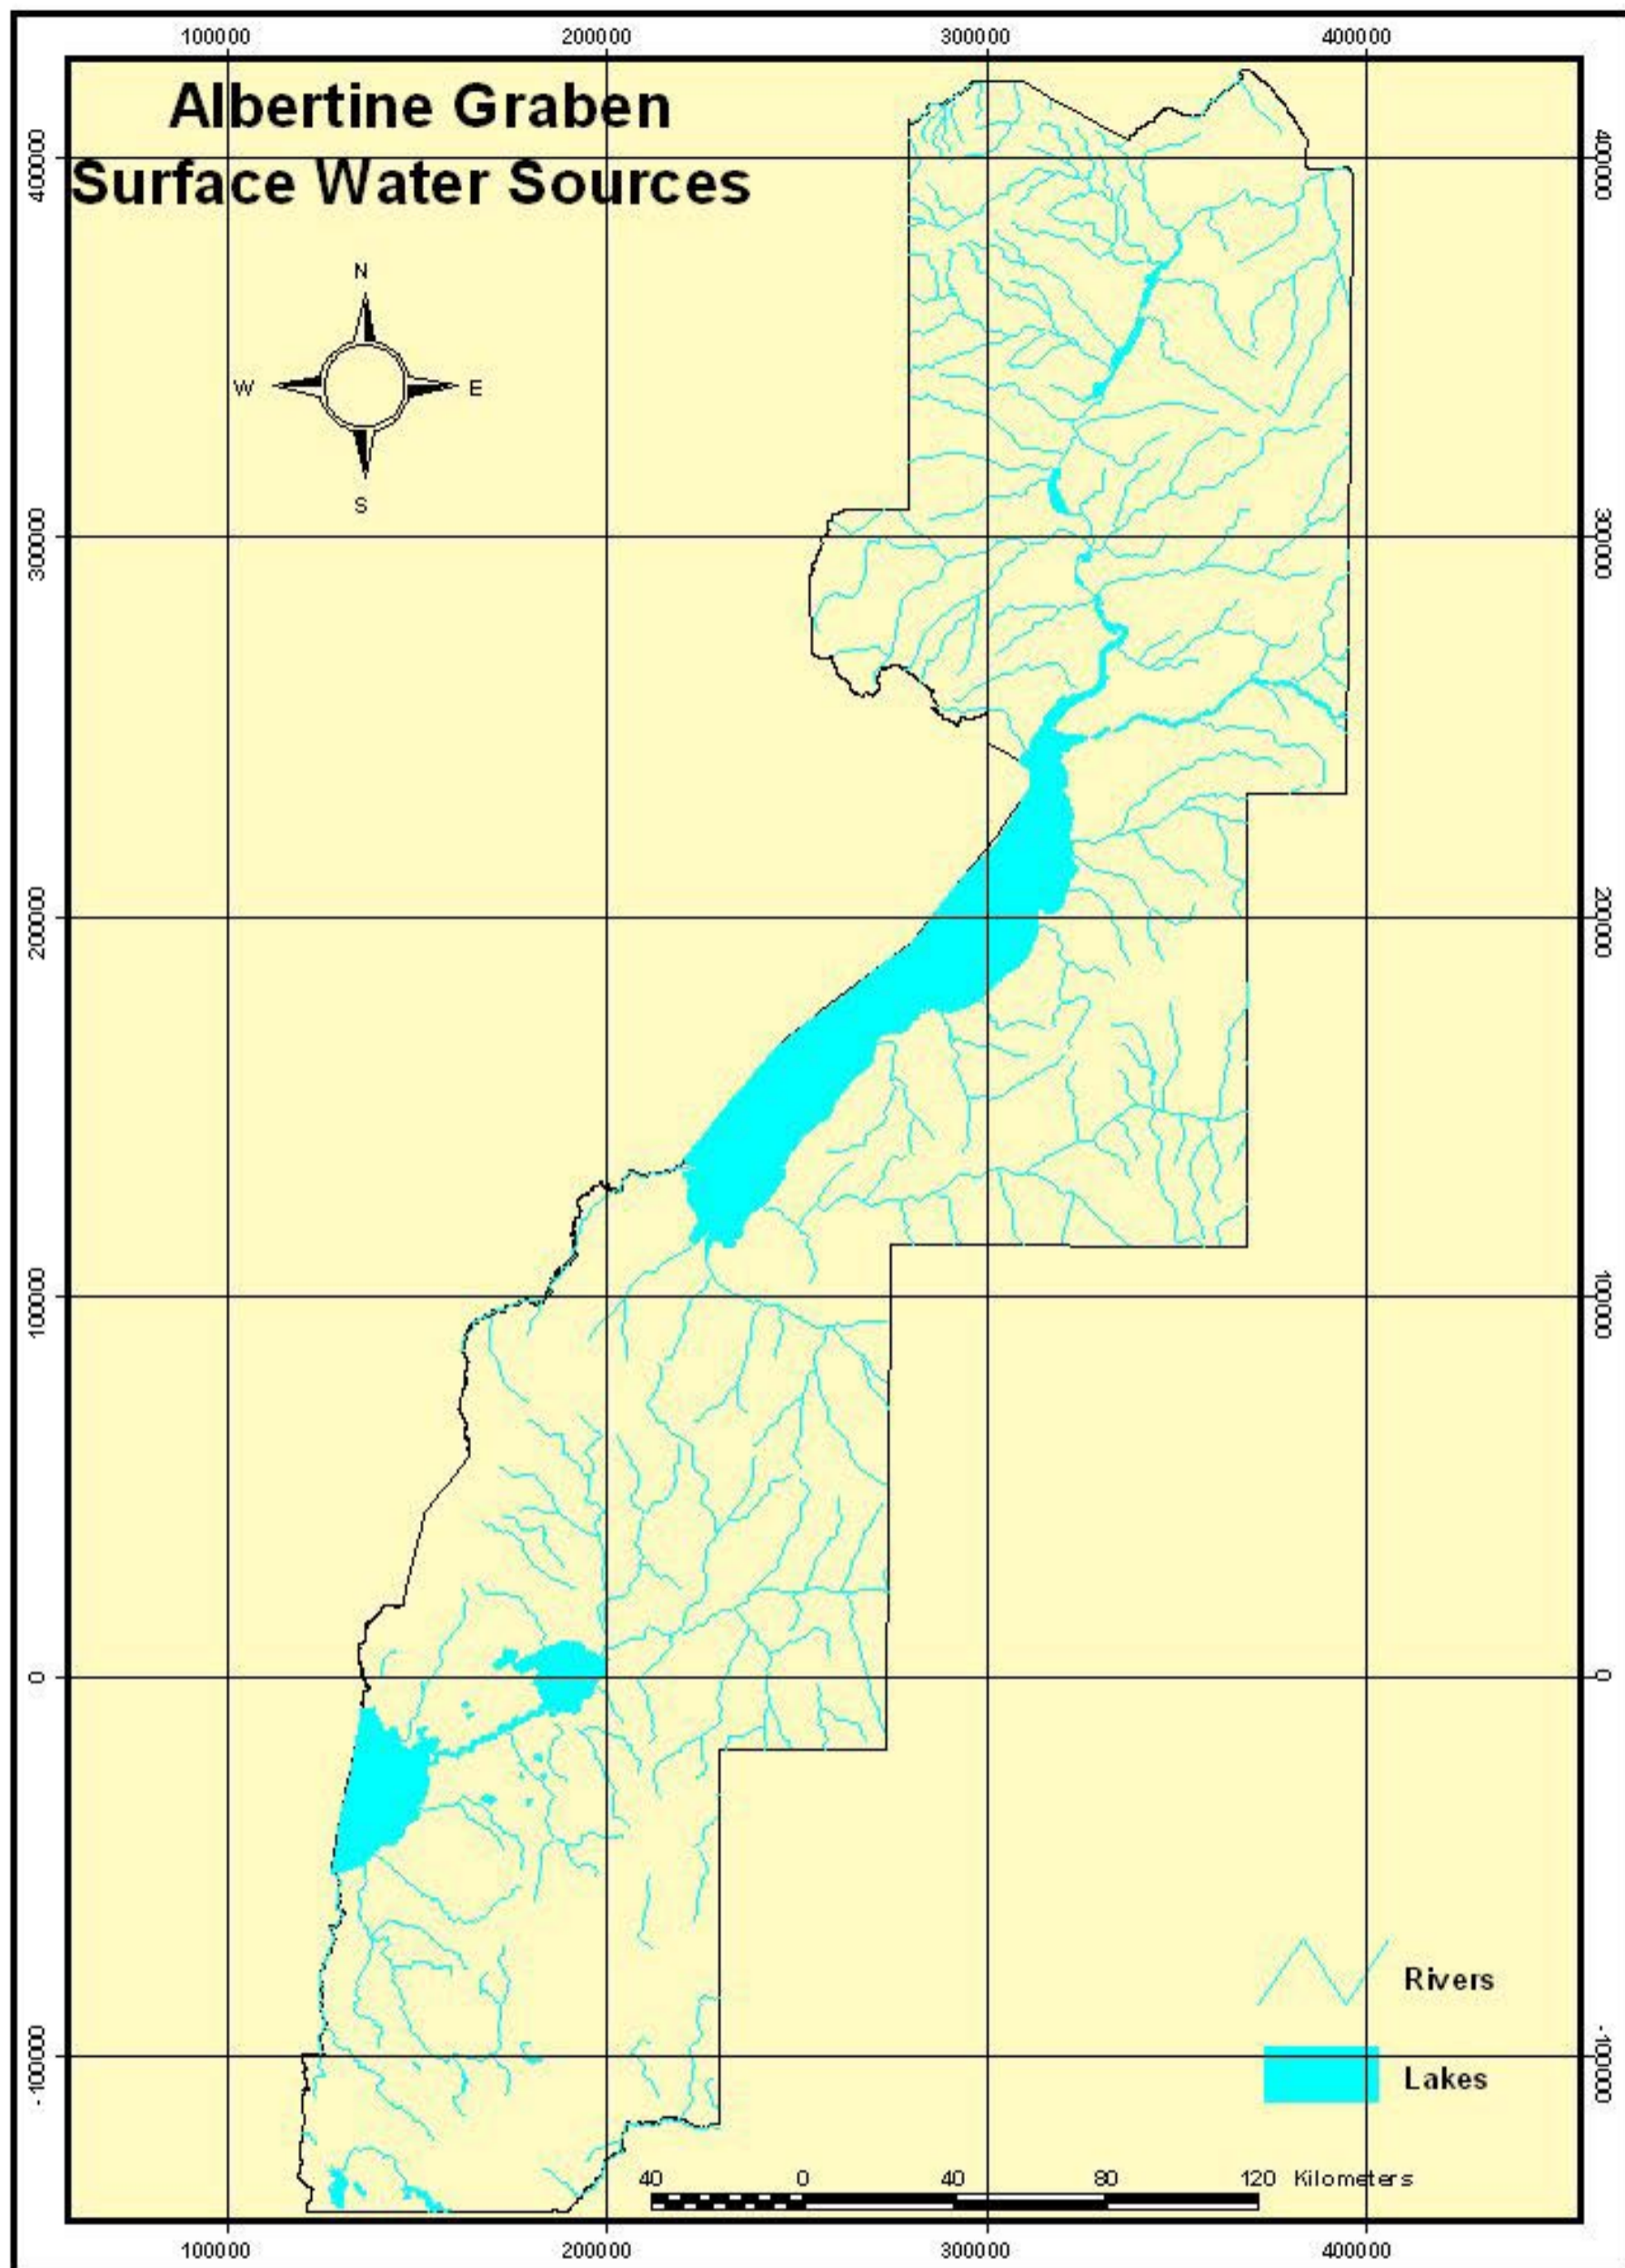 100000 200000 300000 400000
Albertine Graben
Surface Water Sources
400000 400000
N
W E
S
300000 300000
200000 200000
100000 100000
0 0
Rivers
-100000 -100000
Lakes
40 0 40 80 120 Kilometers
100000 200000 300000 400000